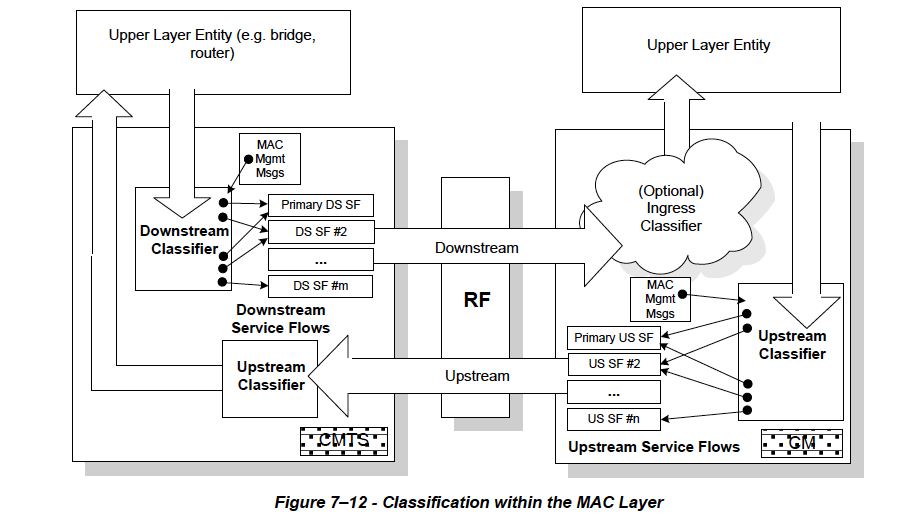 Upper Layer Entity (e.g. bridge,
router)
Upper Layer Entity
MAC
Mgmt
Msgs
Downstream
Classifier
Primary DS SF
DS SF #2
...
DS SF #m
Downstream
Service Flows
Upstream
Classifier
CMTS
Downstream
RF
Upstream
(Optional)
Ingress
Classifier
MAC
Mgmt
Msgs
Primary US SF
US SF #2
...
US SF #n
Upstream
Classifier
Upstream Service Flows
CM
Figure 7–12 - Classification within the MAC Layer